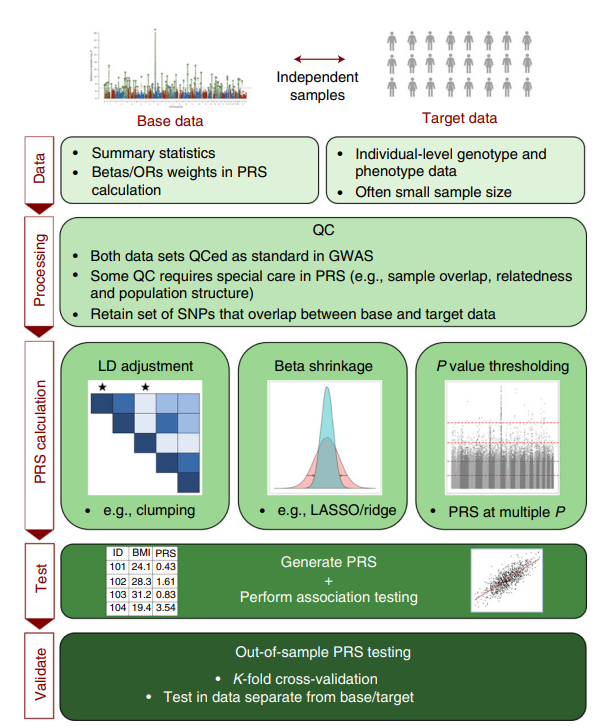 Independent
samples
Base data
Target data
Data
• Summary statistics
• Betas/ORs weights in PRS
calculation
• Individual-level genotype and
phenotype data
• Often small sample size
Processing
QC
• Both data sets QCed as standard in GWAS
• Some QC requires special care in PRS (e.g., sample overlap, relatedness
and population structure)
• Retain set of SNPs that overlap between base and target data
PRS calculation
LD adjustment
• e.g., clumping
Beta shrinkage
• e.g., LASSO/ridge
P value thresholding
• PRS at multiple P
Test
ID BMI PRS
101 24.1 0.43
102 28.3 1.61
103 31.2 0.83
104 19.4 3.54
Generate PRS
+
Perform association testing
Validate
Out-of-sample PRS testing
• K-fold cross-validation
• Test in data separate from base/target